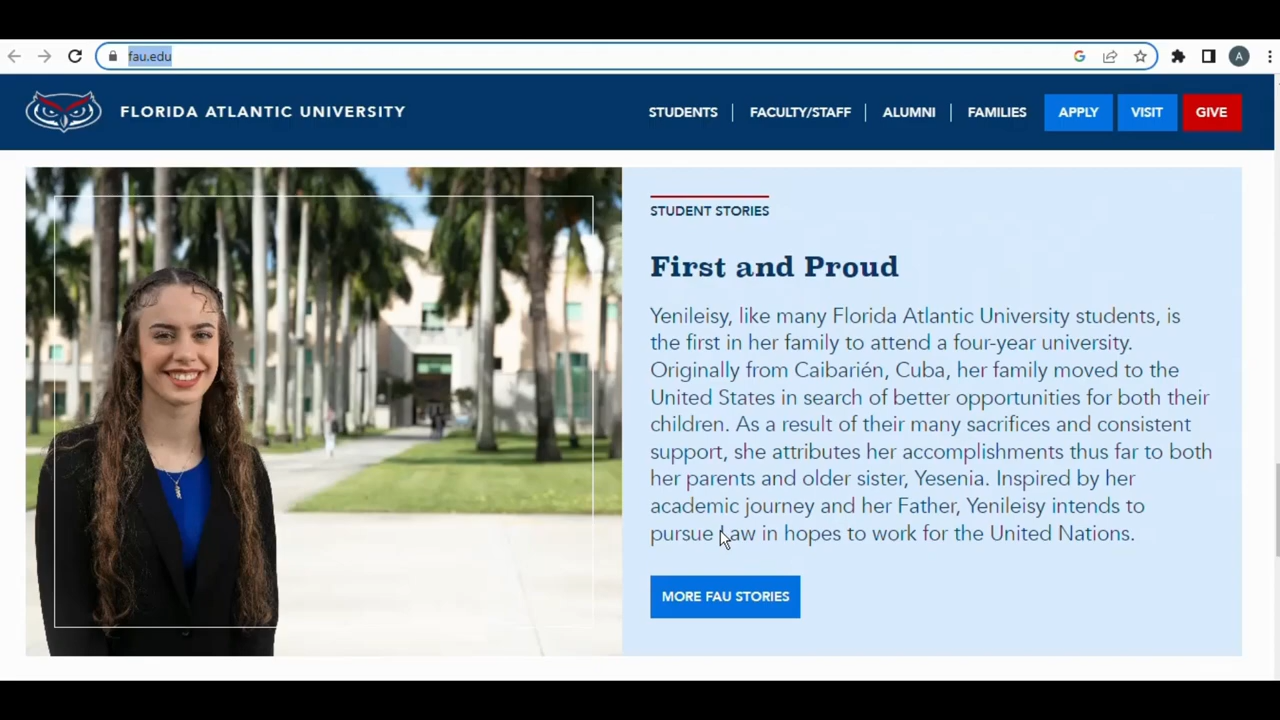 fau.edu
A
FLORIDA ATLANTIC UNIVERSITY
STUDENTS
FACULTY/STAFF
ALUMNI
FAMILIES
APPLY
VISIT
GIVE
STUDENT STORIES
First and Proud
Yenileisy, like many Florida Atlantic University students, is
the first in her family to attend a four-year university.
Originally from Caibarién, Cuba, her family moved to the
United States in search of better opportunities for both their
children. As a result of their many sacrifices and consistent
support, she attributes her accomplishments thus far to both
her parents and older sister, Yesenia. Inspired by her
academic journey and her Father, Yenileisy intends to
pursue Law in hopes to work for the United Nations.
MORE FAU STORIES